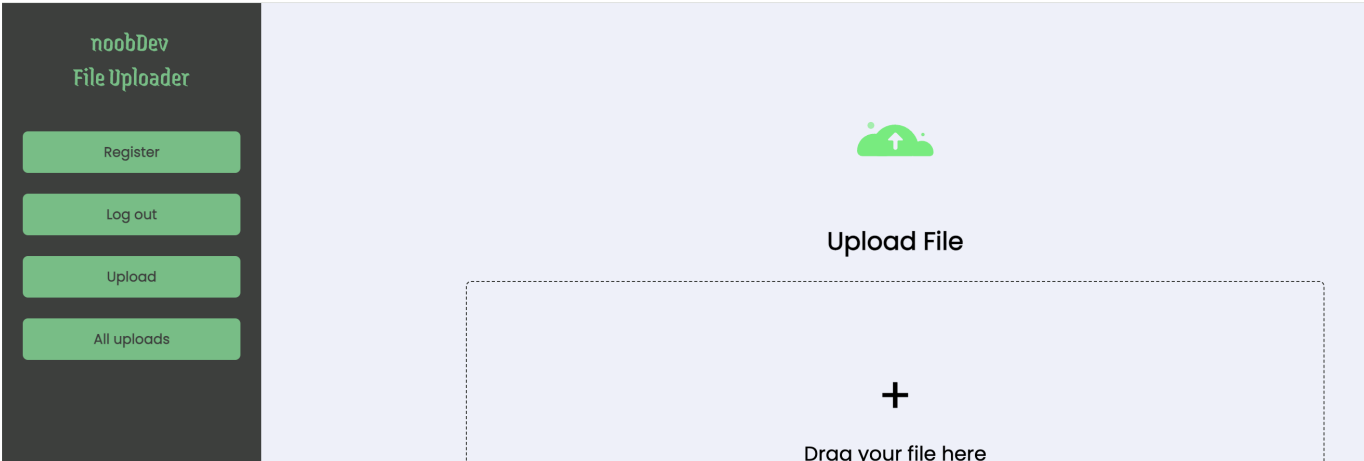 noobDev
File Uploader
Register
Log out
Upload
All uploads
Upload File
+
Drag your file here